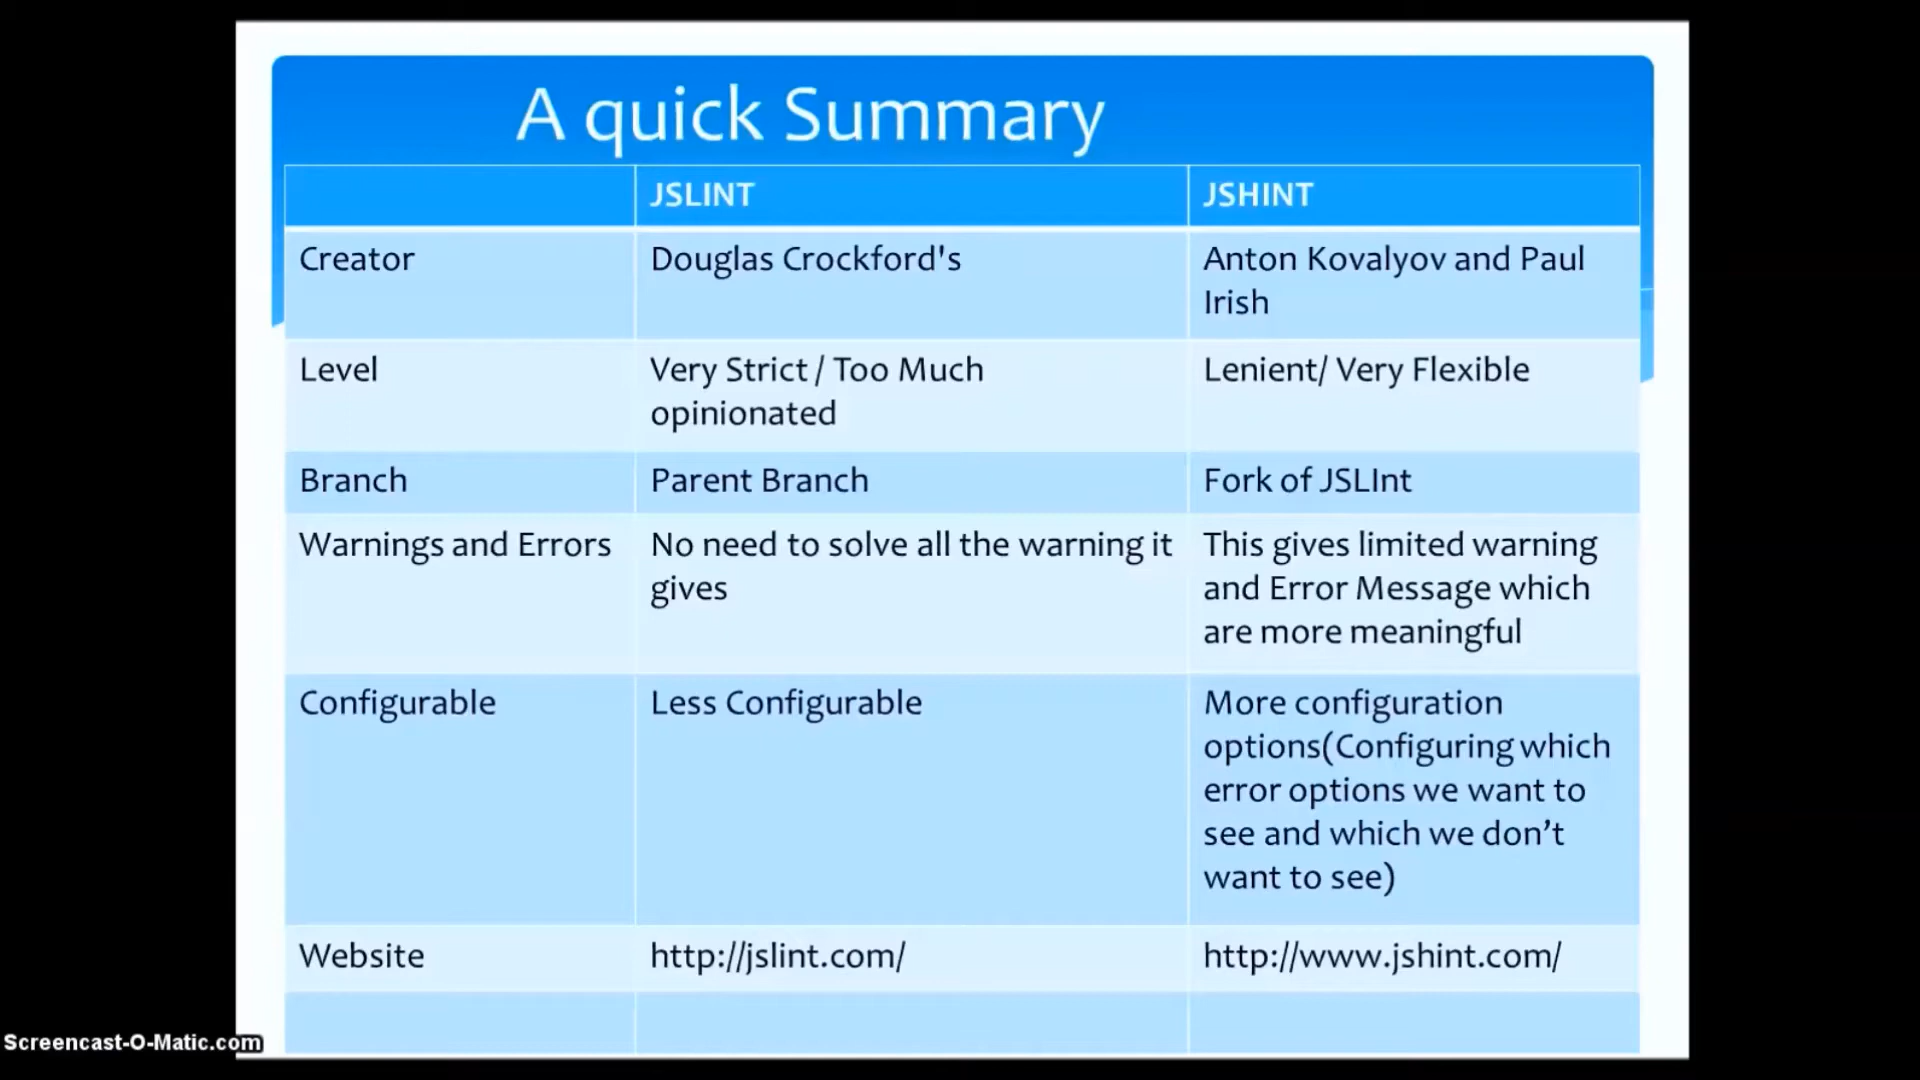 A quick Summary
JSLINT
JSHINT
Creator
Douglas Crockford's
Anton Kovalyov and Paul
Irish
Level
Very Strict / Too Much
opinionated
Lenient/ Very Flexible
Branch
Parent Branch
Fork of JSLInt
Warnings and Errors
No need to solve all the warning it
gives
This gives limited warning
and Error Message which
are more meaningful
Configurable
Less Configurable
More configuration
options(Configuring which
error options we want to
see and which we don’t
want to see)
Website
http://jslint.com/
http://www.jshint.com/
Screencast-O-Matic.com